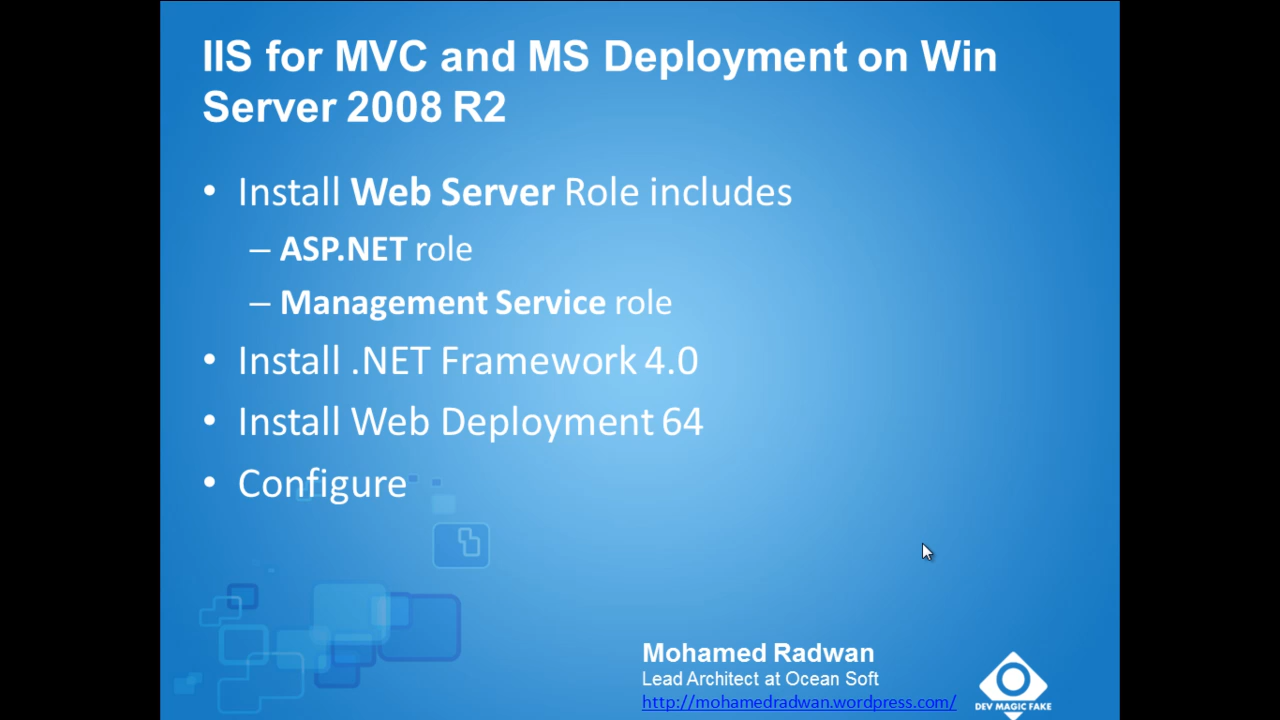 IIS for MVC and MS Deployment on Win
Server 2008 R2
• Install Web Server Role includes
– ASP.NET role
– Management Service role
• Install .NET Framework 4.0
• Install Web Deployment 64
• Configure
Mohamed Radwan
Lead Architect at Ocean Soft
http://mohamedradwan.wordpress.com/
DEV MAGIC FAKE